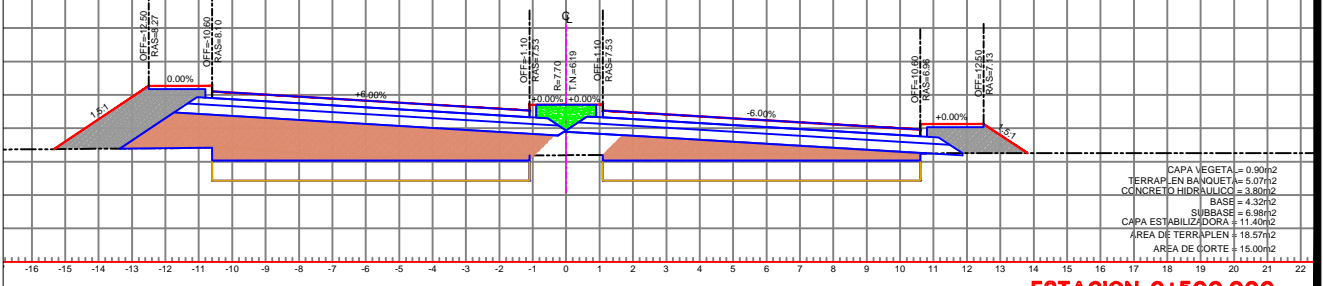 OFF=-12.50
RAS=8.27
OFF=-10.60
RAS=8.10
OFF=-1.10
RAS=7.53
R=7.70
T.N.=6.19
OFF=1.10
RAS=7.53
OFF=10.60
RAS=6.96
OFF=12.50
RAS=7.13
℄
0.00%
+6.00%
+0.00%
+0.00%
-6.00%
+0.00%
1.5:1
1.5:1
CAPA VEGETAL= 0.90m2
TERRAPLEN BANQUETA= 5.07m2
CONCRETO HIDRAULICO = 3.80m2
BASE = 4.32m2
SUBBASE = 6.98m2
CAPA ESTABILIZADORA = 11.40m2
AREA DE TERRAPLEN = 18.57m2
AREA DE CORTE = 15.00m2
-16 -15 -14 -13 -12 -11 -10 -9 -8 -7 -6 -5 -4 -3 -2 -1 0 1 2 3 4 5 6 7 8 9 10 11 12 13 14 15 16 17 18 19 20 21 22